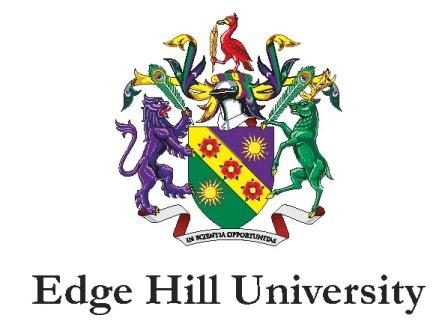 IN SCIENTIA OPPORTUNITAS
Edge Hill University